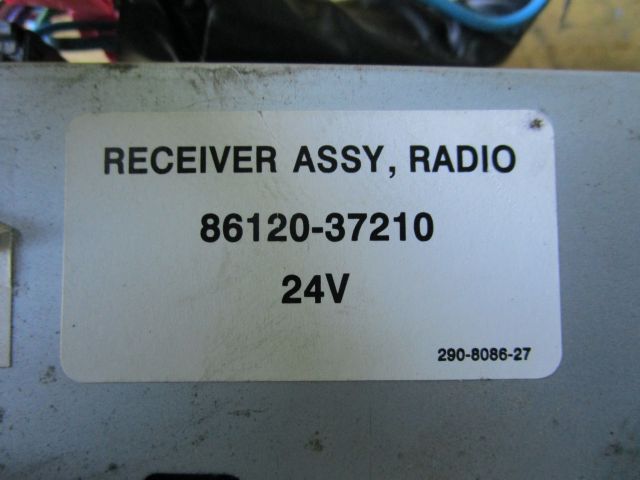 RECEIVER ASSY, RADIO
86120-37210
24V
290-8086-27